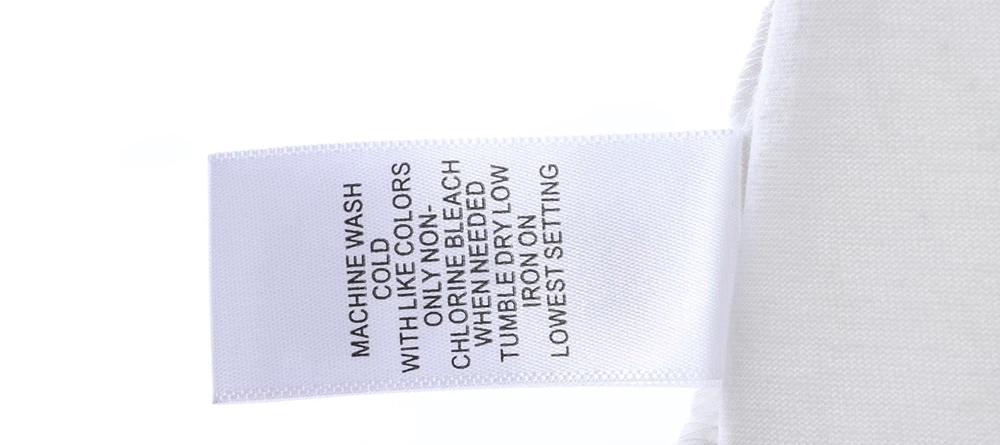 MACHINE WASH
COLD
WITH LIKE COLORS
ONLY NON-
CHLORINE BLEACH
WHEN NEEDED
TUMBLE DRY LOW
IRON ON
LOWEST SETTING